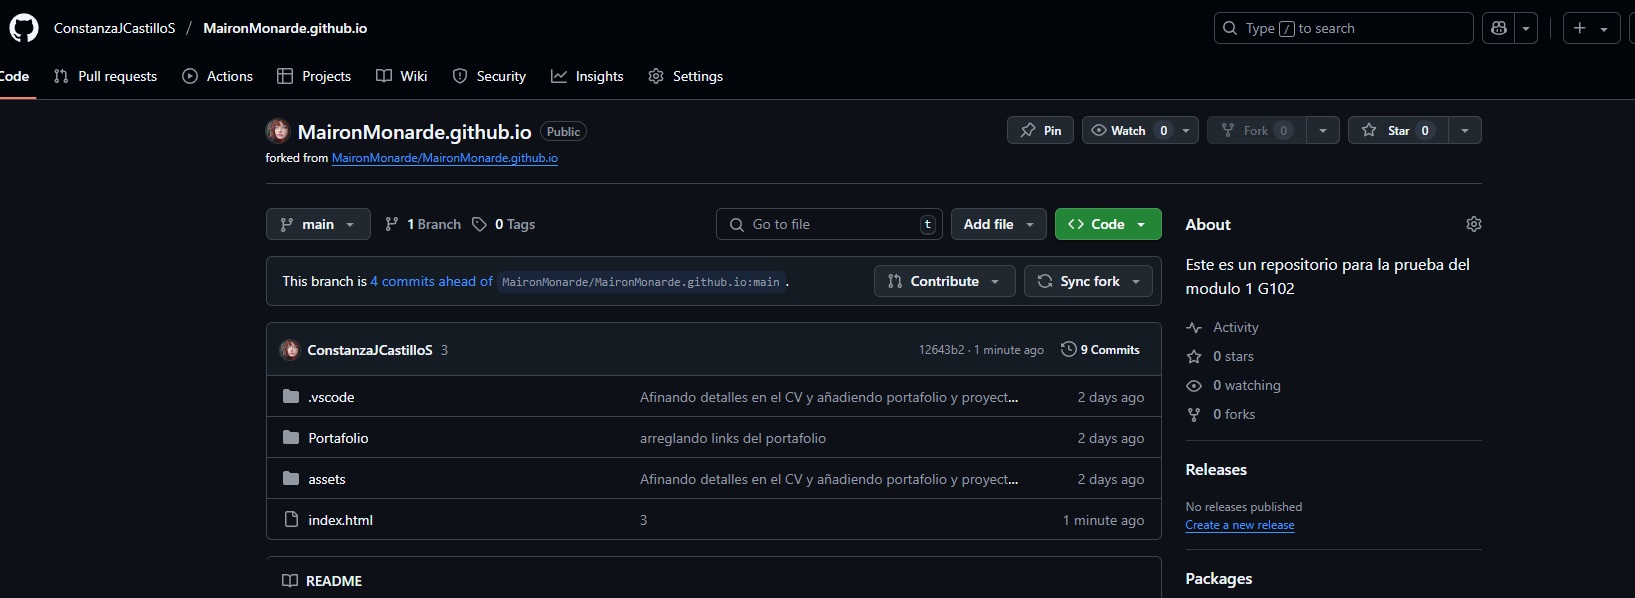 ConstanzaJCastilloS / MaironMonarde.github.io
Type / to search
Code
Pull requests
Actions
Projects
Wiki
Security
Insights
Settings
MaironMonarde.github.io Public
forked from MaironMonarde/MaironMonarde.github.io
Pin
Watch 0
Fork 0
Star 0
main
1 Branch
0 Tags
Go to file t
Add file
Code
This branch is 4 commits ahead of MaironMonarde/MaironMonarde.github.io:main .
Contribute
Sync fork
ConstanzaJCastilloS 3 12643b2 · 1 minute ago 9 Commits
.vscode Afinando detalles en el CV y añadiendo portafolio y proyect... 2 days ago
Portafolio arreglando links del portafolio 2 days ago
assets Afinando detalles en el CV y añadiendo portafolio y proyect... 2 days ago
index.html 3 1 minute ago
README
About
Este es un repositorio para la prueba del
modulo 1 G102
Activity
0 stars
0 watching
0 forks
Releases
No releases published
Create a new release
Packages